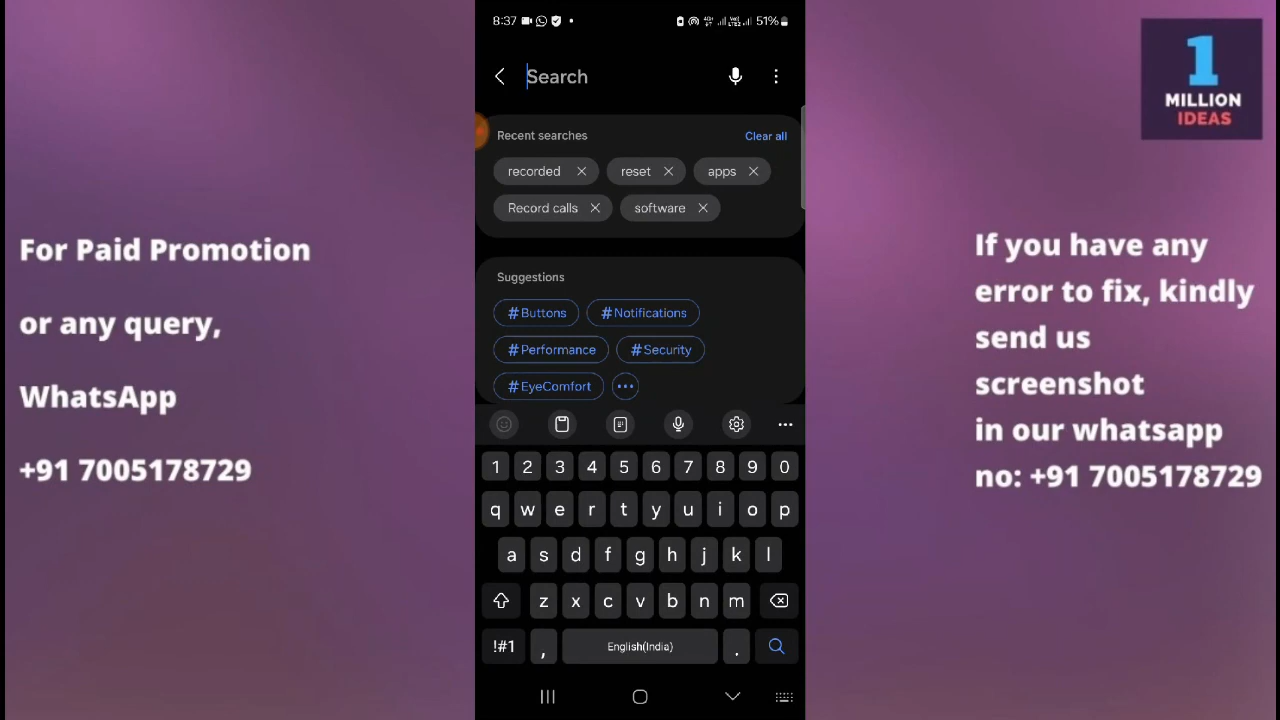 For Paid Promotion
or any query,
WhatsApp
+91 7005178729
8:37
51%
Search
Recent searches
Clear all
recorded
reset
apps
Record calls
software
Suggestions
#Buttons
#Notifications
#Performance
#Security
#EyeComfort
1 2 3 4 5 6 7 8 9 0
q w e r t y u i o p
a s d f g h j k l
z x c v b n m
!#1 , English(India) .
1
MILLION
IDEAS
If you have any
error to fix, kindly
send us
screenshot
in our whatsapp
no: +91 7005178729